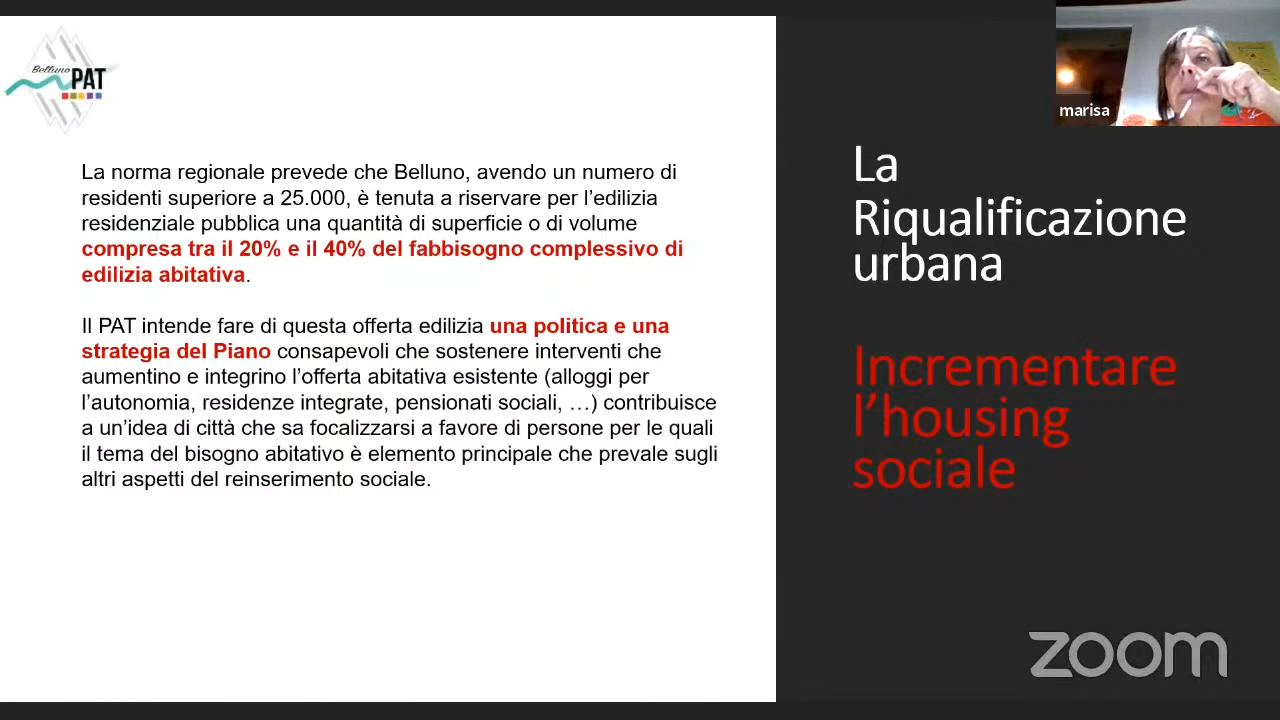 Belluno
PAT
La norma regionale prevede che Belluno, avendo un numero di
residenti superiore a 25.000, è tenuta a riservare per l’edilizia
residenziale pubblica una quantità di superficie o di volume
compresa tra il 20% e il 40% del fabbisogno complessivo di
edilizia abitativa.
Il PAT intende fare di questa offerta edilizia una politica e una
strategia del Piano consapevoli che sostenere interventi che
aumentino e integrino l’offerta abitativa esistente (alloggi per
l’autonomia, residenze integrate, pensionati sociali, …) contribuisce
a un’idea di città che sa focalizzarsi a favore di persone per le quali
il tema del bisogno abitativo è elemento principale che prevale sugli
altri aspetti del reinserimento sociale.
marisa
La
Riqualificazione
urbana
Incrementare
l’housing
sociale
zoom